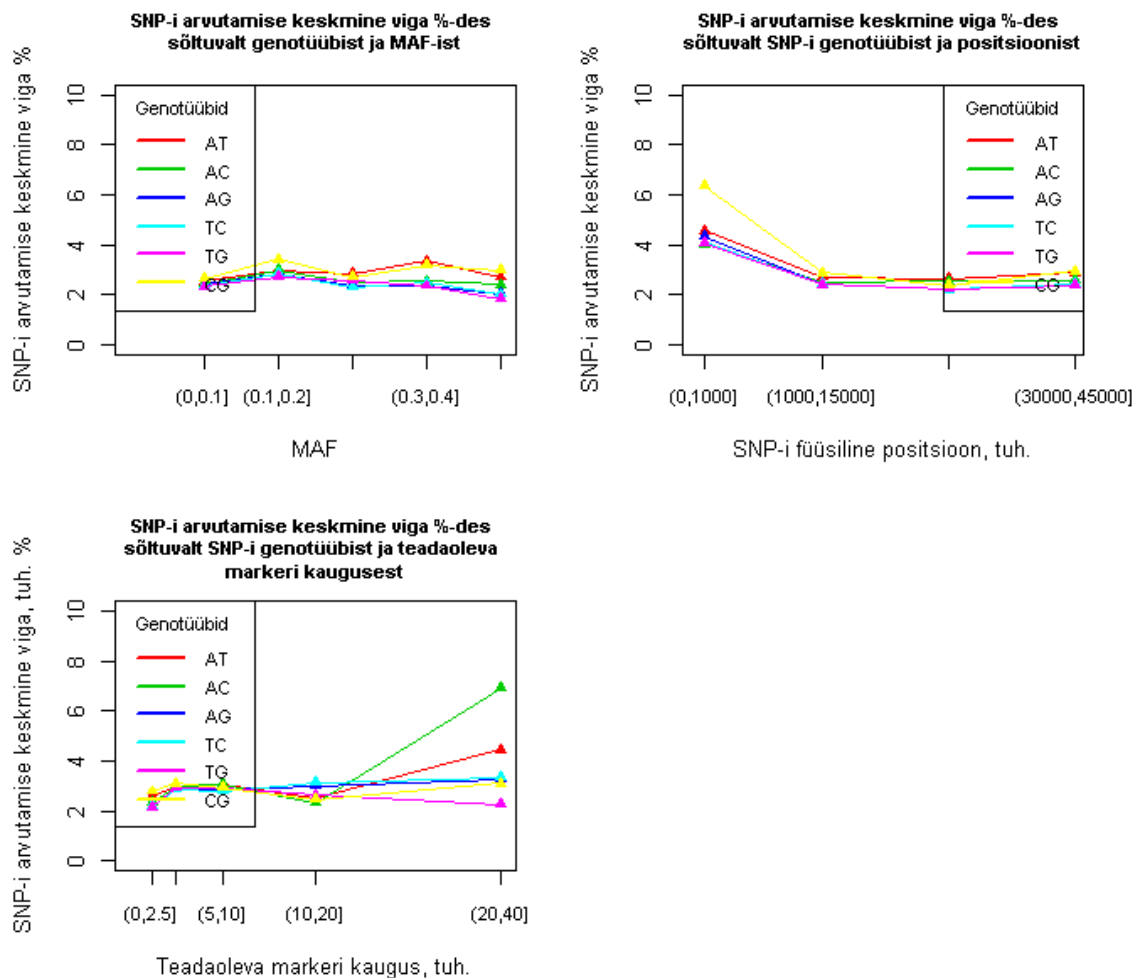 SNP-i arvutamise keskmine viga %-des
sõltuvalt genotüübist ja MAF-ist
SNP-i arvutamise keskmine viga %
10
8
6
4
2
0
Genotüübid
AT
AC
AG
TC
TG
CG
(0,0.1]
(0.1,0.2]
(0.3,0.4]
MAF
SNP-i arvutamise keskmine viga %-des
sõltuvalt SNP-i genotüübist ja positsioonist
SNP-i arvutamise keskmine viga %
10
8
6
4
2
0
Genotüübid
AT
AC
AG
TC
TG
CG
(0,1000]
(1000,15000]
(30000,45000]
SNP-i füüsiline positsioon, tuh.
SNP-i arvutamise keskmine viga %-des
sõltuvalt SNP-i genotüübist ja teadaoleva
markeri kaugusest
SNP-i arvutamise keskmine viga, tuh. %
10
8
6
4
2
0
Genotüübid
AT
AC
AG
TC
TG
CG
(0,2.5]
(5,10]
(10,20]
(20,40]
Teadaoleva markeri kaugus, tuh.